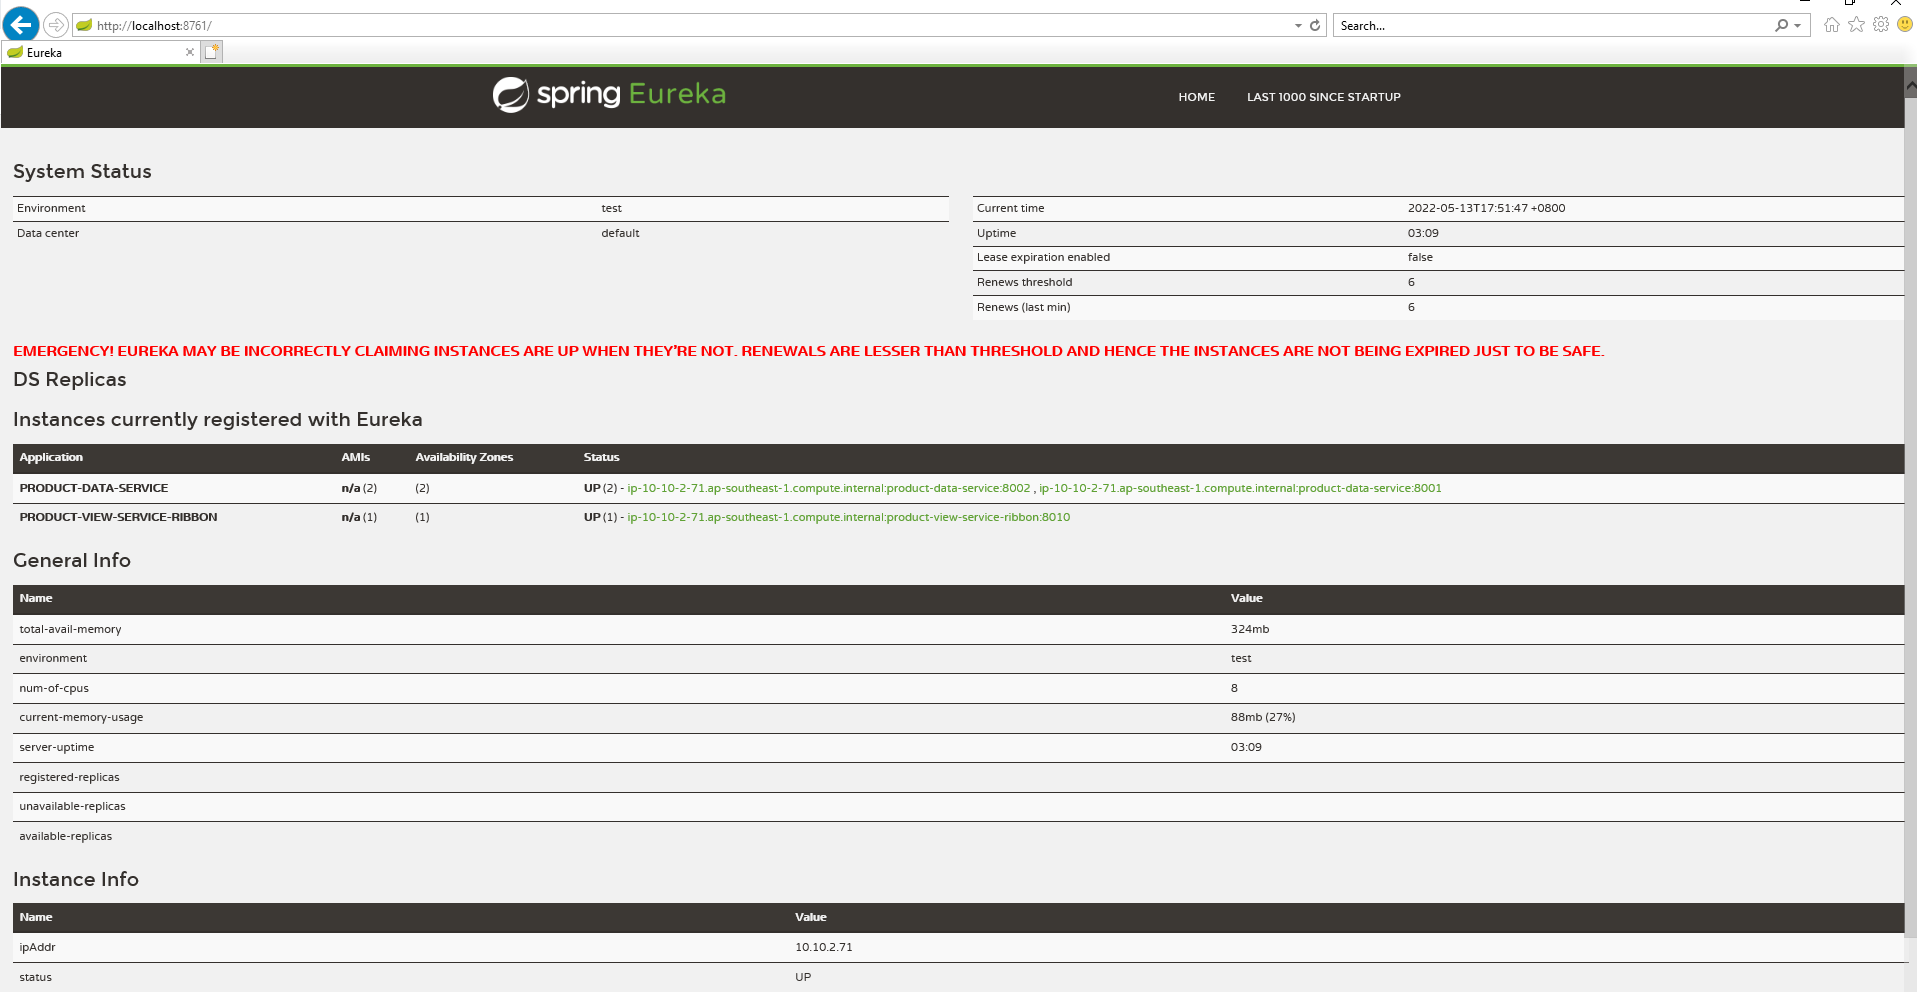 http://localhost:8761/
Search...
Eureka
spring Eureka
HOME LAST 1000 SINCE STARTUP
System Status
Environment test
Data center default
Current time 2022-05-13T17:51:47 +0800
Uptime 03:09
Lease expiration enabled false
Renews threshold 6
Renews (last min) 6
EMERGENCY! EUREKA MAY BE INCORRECTLY CLAIMING INSTANCES ARE UP WHEN THEY'RE NOT. RENEWALS ARE LESSER THAN THRESHOLD AND HENCE THE INSTANCES ARE NOT BEING EXPIRED JUST TO BE SAFE.
DS Replicas
Instances currently registered with Eureka
Application AMIs Availability Zones Status
PRODUCT-DATA-SERVICE n/a (2) (2) UP (2) - ip-10-10-2-71.ap-southeast-1.compute.internal:product-data-service:8002 , ip-10-10-2-71.ap-southeast-1.compute.internal:product-data-service:8001
PRODUCT-VIEW-SERVICE-RIBBON n/a (1) (1) UP (1) - ip-10-10-2-71.ap-southeast-1.compute.internal:product-view-service-ribbon:8010
General Info
Name Value
total-avail-memory 324mb
environment test
num-of-cpus 8
current-memory-usage 88mb (27%)
server-uptime 03:09
registered-replicas
unavailable-replicas
available-replicas
Instance Info
Name Value
ipAddr 10.10.2.71
status UP